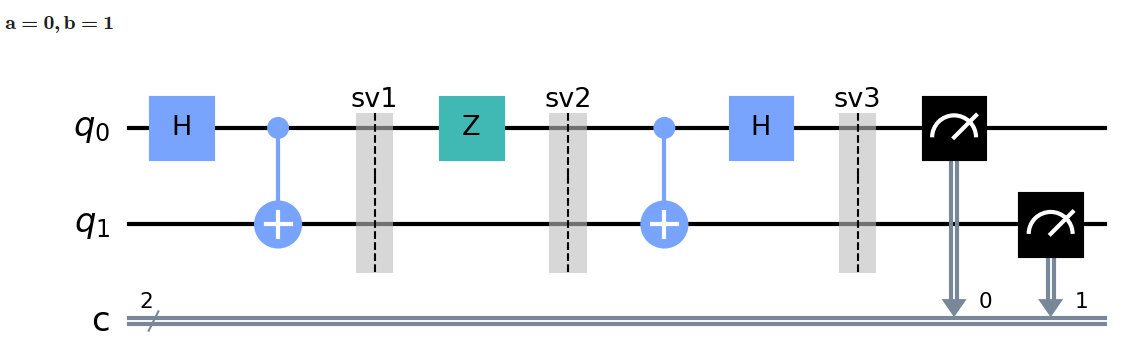 a = 0, b = 1
sv1 sv2 sv3
q0 H Z H
q1
2 0 1
c